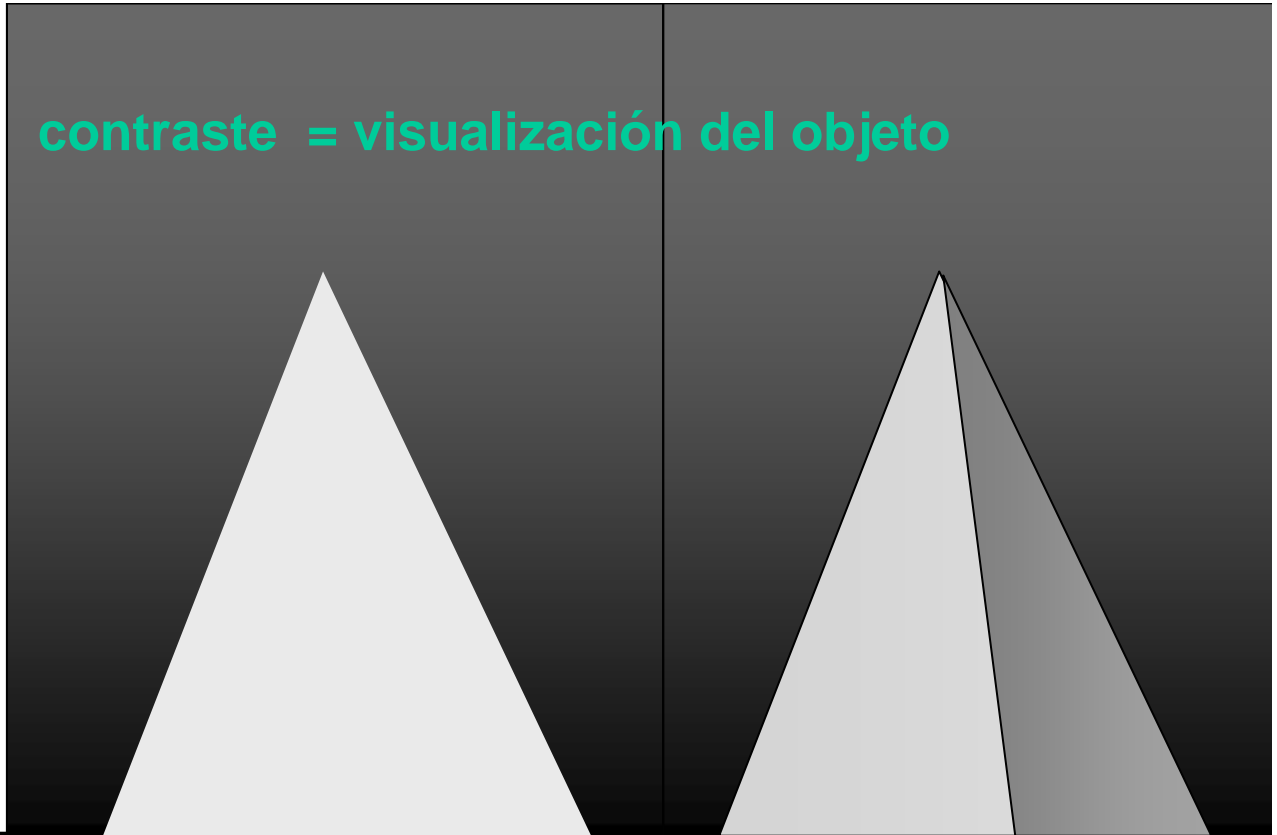 contraste  = visualización del objeto